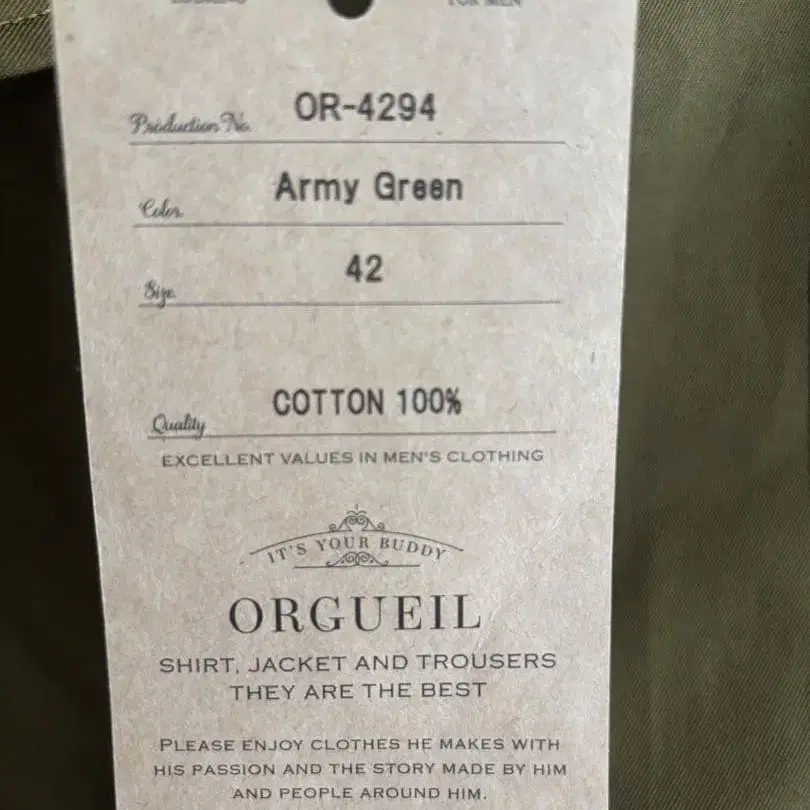 FOR MEN
Production No. OR-4294
Color. Army Green
Size. 42
Quality COTTON 100%
EXCELLENT VALUES IN MEN'S CLOTHING
IT'S YOUR BUDDY
ORGUEIL
SHIRT, JACKET AND TROUSERS
THEY ARE THE BEST
PLEASE ENJOY CLOTHES HE MAKES WITH
HIS PASSION AND THE STORY MADE BY HIM
AND PEOPLE AROUND HIM.